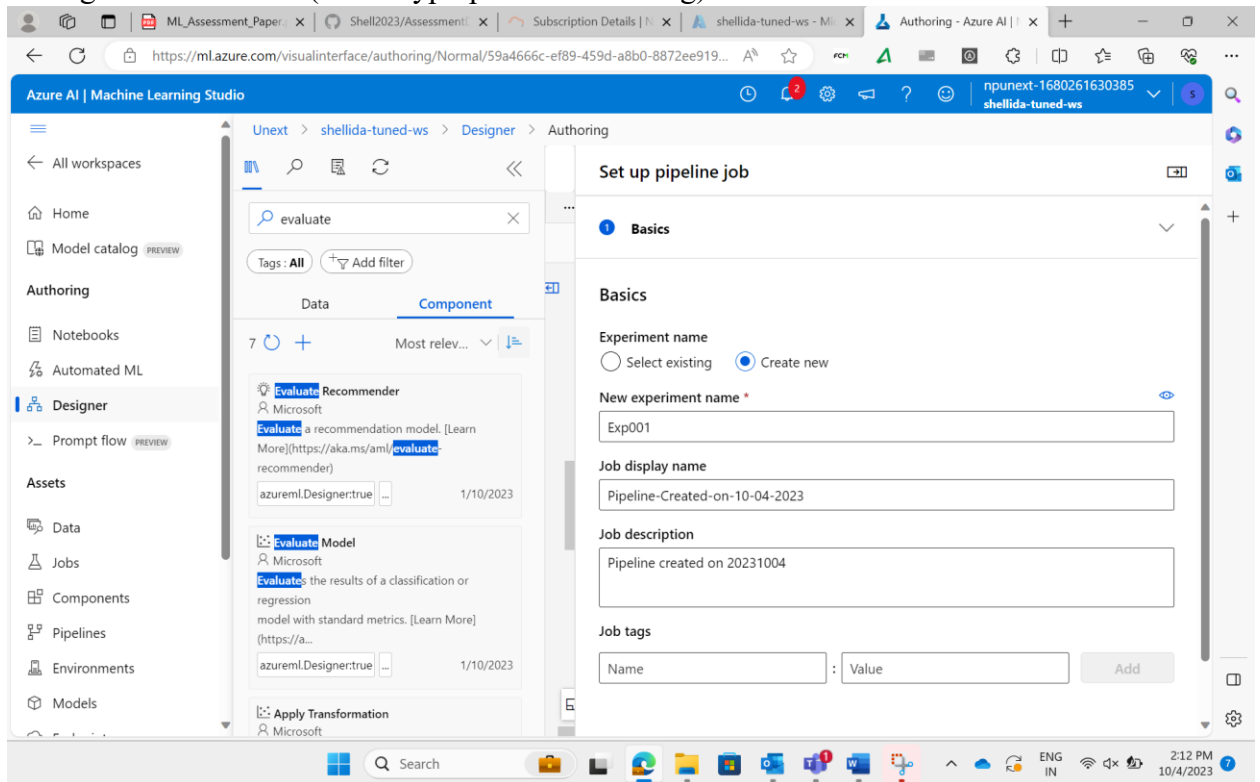 ML_Assessment_Paper.
Shell2023/Assessment
Subscription Details | N
shellida-tuned-ws - Mi
Authoring - Azure AI |
https://ml.azure.com/visualinterface/authoring/Normal/59a4666c-ef89-459d-a8b0-8872ee919...
Azure AI | Machine Learning Studio
2
npunext-1680261630385
shellida-tuned-ws
S
Unext > shellida-tuned-ws > Designer > Authoring
All workspaces
Home
Model catalog PREVIEW
Authoring
Notebooks
Automated ML
Designer
Prompt flow PREVIEW
Assets
Data
Jobs
Components
Pipelines
Environments
Models
evaluate
Tags : All
Add filter
Data
Component
7
Most relev...
Evaluate Recommender
Microsoft
Evaluate a recommendation model. [Learn
More](https://aka.ms/aml/evaluate-
recommender)
azureml.Designer:true ...
1/10/2023
Evaluate Model
Microsoft
Evaluates the results of a classification or
regression
model with standard metrics. [Learn More]
(https://a...
azureml.Designer:true ...
1/10/2023
Apply Transformation
Microsoft
Set up pipeline job
1 Basics
Basics
Experiment name
Select existing
Create new
New experiment name *
Exp001
Job display name
Pipeline-Created-on-10-04-2023
Job description
Pipeline created on 20231004
Job tags
Name : Value
Add
Search
ENG
IN
2:12 PM
10/4/2023
7